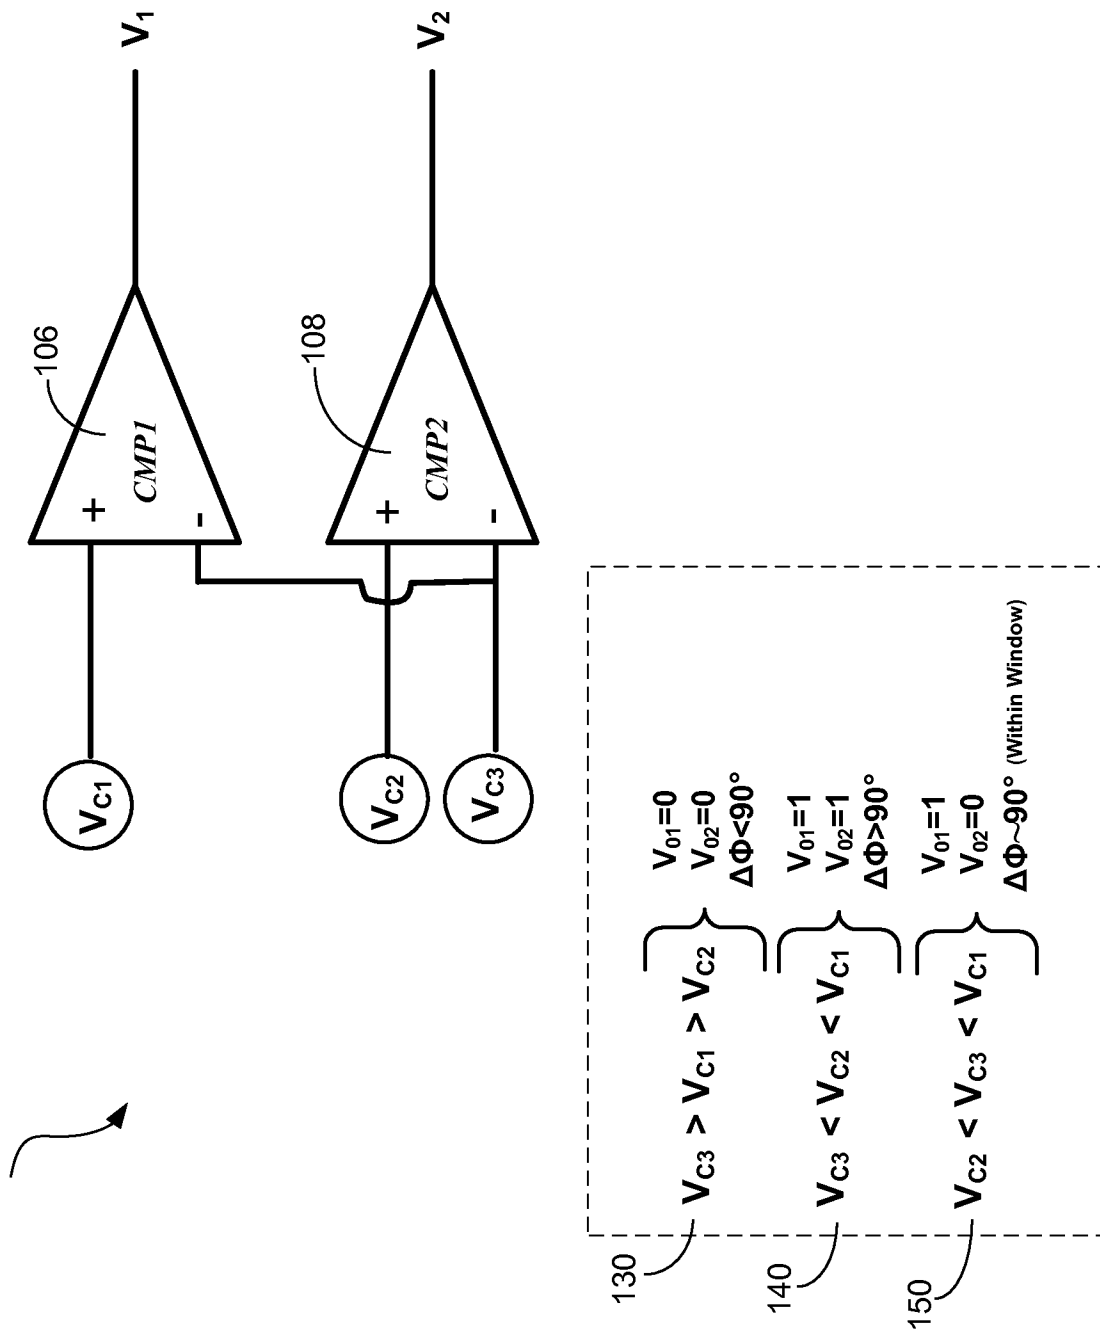 V1
106
CMP1
+
-
VC1
V2
108
CMP2
+
-
VC2
VC3
130
VC3 > VC1 > VC2
V01=0
V02=0
ΔΦ<90°
140
VC3 < VC2 < VC1
V01=1
V02=1
ΔΦ>90°
150
VC2 < VC3 < VC1
V01=1
V02=0
ΔΦ~90° (Within Window)